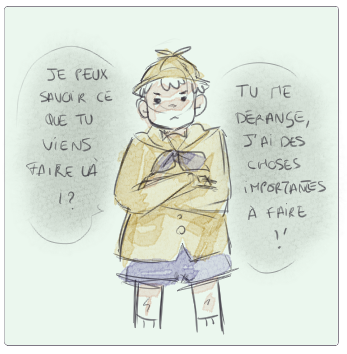 JE PEUX
SAVOIR CE
QUE TU
VIENS
FAIRE LÀ
!?
TU ME
DÉRANGE,
J'AI DES
CHOSES
IMPORTANTES
À FAIRE
!'